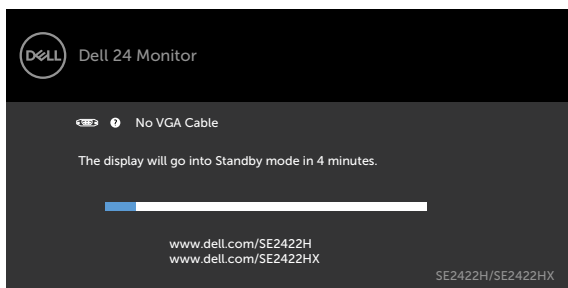 DELL
Dell 24 Monitor
? No VGA Cable
The display will go into Standby mode in 4 minutes.
www.dell.com/SE2422H
www.dell.com/SE2422HX
SE2422H/SE2422HX